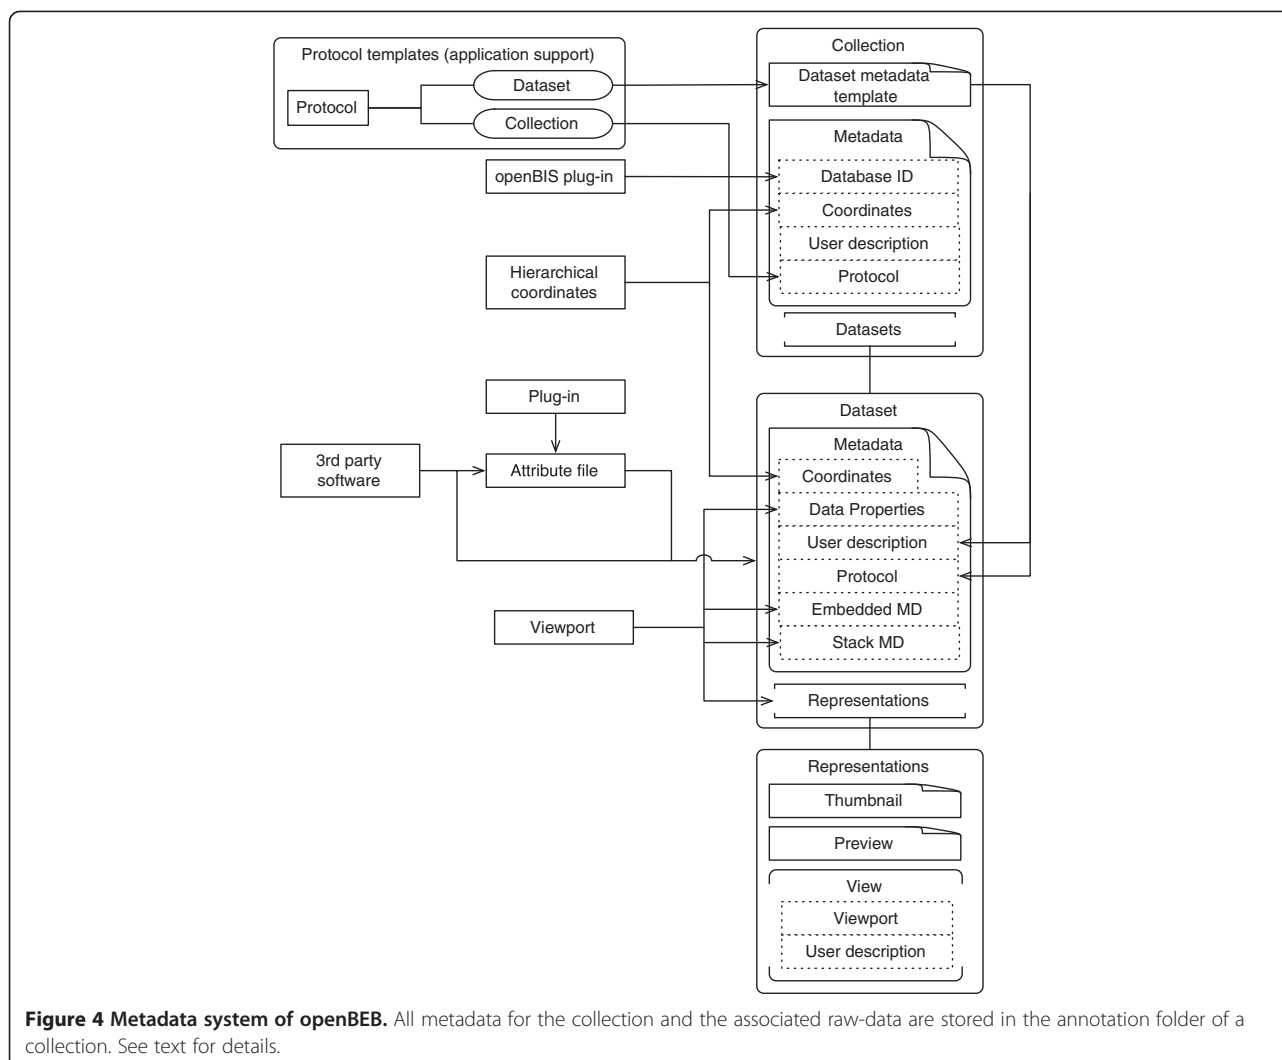 Protocol templates (application support)
Protocol
Dataset
Collection
openBIS plug-in
Hierarchical
coordinates
Plug-in
3rd party
software
Attribute file
Viewport
Collection
Dataset metadata
template
Metadada
Database ID
Coordinates
User description
Protocol
Datasets
Dataset
Metadata
Coordinates
Data Properties
User description
Protocol
Embedded MD
Stack MD
Representations
Representations
Thumbnail
Preview
View
Viewport
User description
Figure 4 Metadata system of openBEB. All metadata for the collection and the associated raw-data are stored in the annotation folder of a
collection. See text for details.